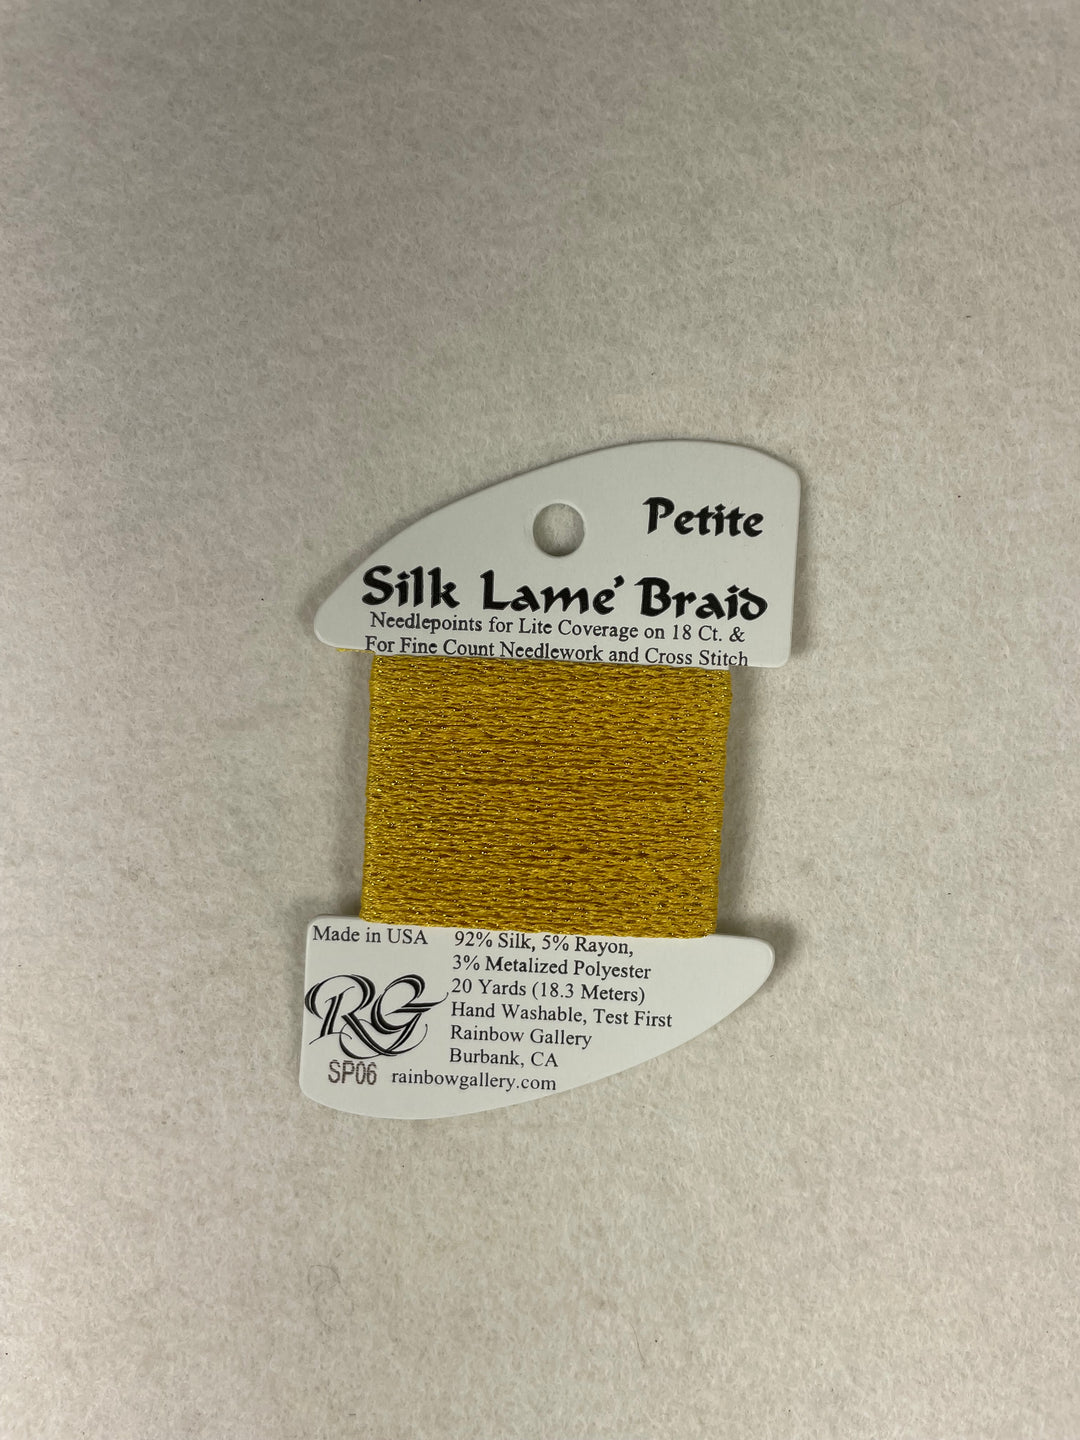 Petite
Silk Lame' Braid
Needlepoints for Lite Coverage on 18 Ct. &
For Fine Count Needlework and Cross Stitch
Made in USA
92% Silk, 5% Rayon,
3% Metalized Polyester
20 Yards (18.3 Meters)
Hand Washable, Test First
Rainbow Gallery
Burbank, CA
RG
SP06 rainbowgallery.com